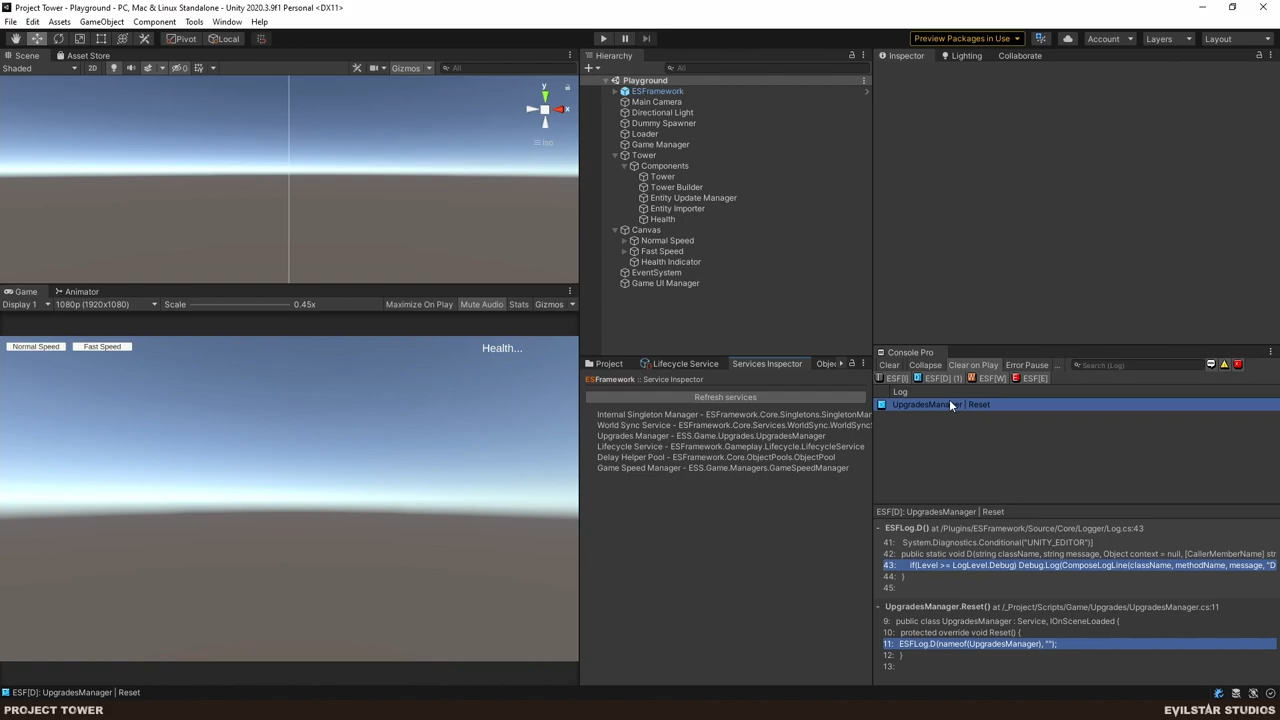 Project Tower - Playground - PC, Mac & Linux Standalone - Unity 2020.3.9f1 Personal <DX11>
File Edit Assets GameObject Component Tools Window Help
Pivot Local Preview Packages in Use Account Layers Layout
Scene Asset Store
Shaded 2D 0 Gizmos All
y
x
Iso
Game Animator
Display 1 1080p (1920x1080) Scale 0.45x Maximize On Play Mute Audio Stats Gizmos
Normal Speed Fast Speed Health...
Hierarchy
All
Playground
ESFramework
Main Camera
Directional Light
Dummy Spawner
Loader
Game Manager
Tower
Components
Tower
Tower Builder
Entity Update Manager
Entity Importer
Health
Canvas
Normal Speed
Fast Speed
Health Indicator
EventSystem
Game UI Manager
Project Lifecycle Service Services Inspector Objec
ESFramework :: Service Inspector
Refresh services
Internal Singleton Manager - ESFramework.Core.Singletons.SingletonMan
World Sync Service - ESFramework.Core.Services.WorldSync.WorldSync
Upgrades Manager - ESS.Game.Upgrades.UpgradesManager
Lifecycle Service - ESFramework.Gameplay.Lifecycle.LifecycleService
Delay Helper Pool - ESFramework.Core.ObjectPools.ObjectPool
Game Speed Manager - ESS.Game.Managers.GameSpeedManager
Inspector Lighting Collaborate
Console Pro
Clear Collapse Clear on Play Error Pause ... Search (Log)
ESF[I] ESF[D] (1) ESF[W] ESF[E]
Log
UpgradesManager | Reset
ESF[D]: UpgradesManager | Reset
- ESFLog.D() at /Plugins/ESFramework/Source/Core/Logger/Log.cs:43
41: System.Diagnostics.Conditional("UNITY_EDITOR")]
42: public static void D(string className, string message, Object context = null, [CallerMemberName] str
43: if(Level >= LogLevel.Debug) Debug.Log(ComposeLogLine(className, methodName, message, "D
44: }
45:
- UpgradesManager.Reset() at /_Project/Scripts/Game/Upgrades/UpgradesManager.cs:11
9: public class UpgradesManager : Service, IOnSceneLoaded {
10: protected override void Reset() {
11: ESFLog.D(nameof(UpgradesManager), "");
12: }
13:
ESF[D]: UpgradesManager | Reset
PROJECT TOWER EVILSTAR STUDIOS